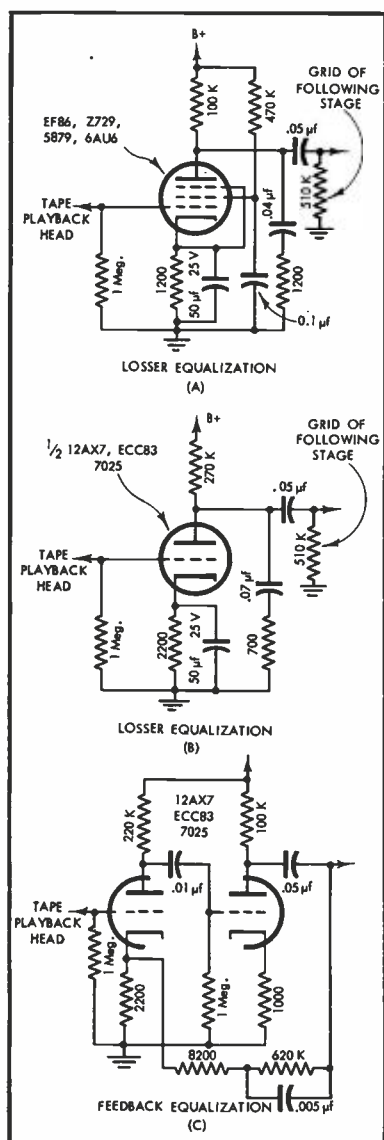 B+
GRID OF
FOLLOWING
STAGE
100 K
470 K
EF86, Z729,
5879, 6AU6
.05 µf
510 K
TAPE
PLAYBACK
HEAD
.04 µf
1 Meg.
1200
25 V
50 µf
1200
0.1 µf
LOSSER EQUALIZATION
(A)
B+
GRID OF
FOLLOWING
STAGE
½ 12AX7, ECC83
7025
270 K
.05 µf
510 K
TAPE
PLAYBACK
HEAD
.07 µf
1 Meg.
2200
25 V
50 µf
700
LOSSER EQUALIZATION
(B)
12AX7
ECC83
7025
220 K
100 K
.01 µf
.05 µf
TAPE
PLAYBACK
HEAD
1 Meg.
2200
1 Meg.
1000
8200
620 K
.005 µf
FEEDBACK EQUALIZATION
(C)